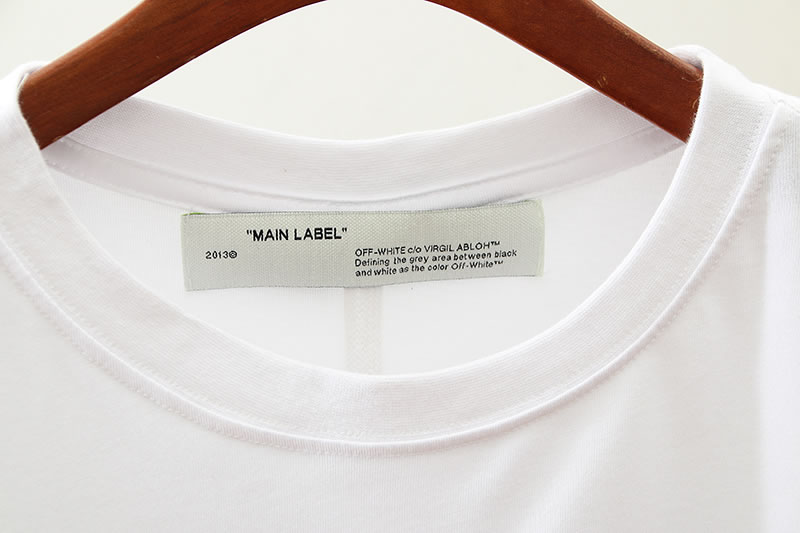 "MAIN LABEL"
2013©
OFF-WHITE c/o VIRGIL ABLOH™
Defining the grey area between black
and white as the color Off-White™